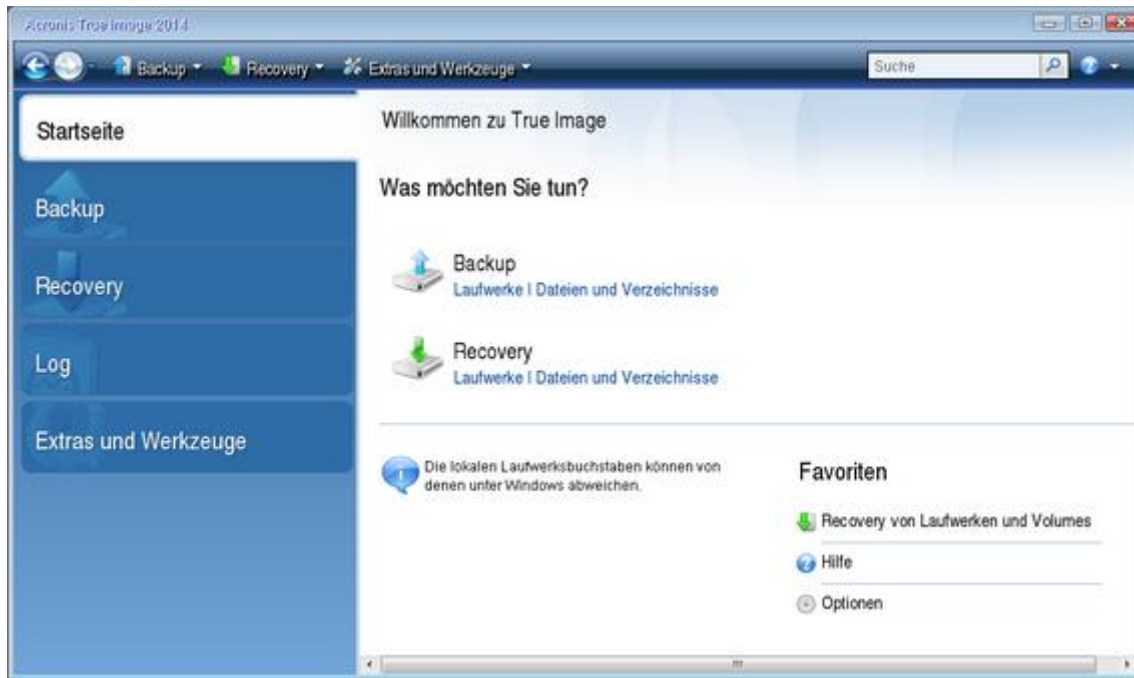 Acronis True Image 2014
Backup Recovery Extras und Werkzeuge Suche
Startseite
Backup
Recovery
Log
Extras und Werkzeuge
Willkommen zu True Image
Was möchten Sie tun?
Backup
Laufwerke | Dateien und Verzeichnisse
Recovery
Laufwerke | Dateien und Verzeichnisse
Die lokalen Laufwerksbuchstaben können von
denen unter Windows abweichen.
Favoriten
Recovery von Laufwerken und Volumes
Hilfe
Optionen